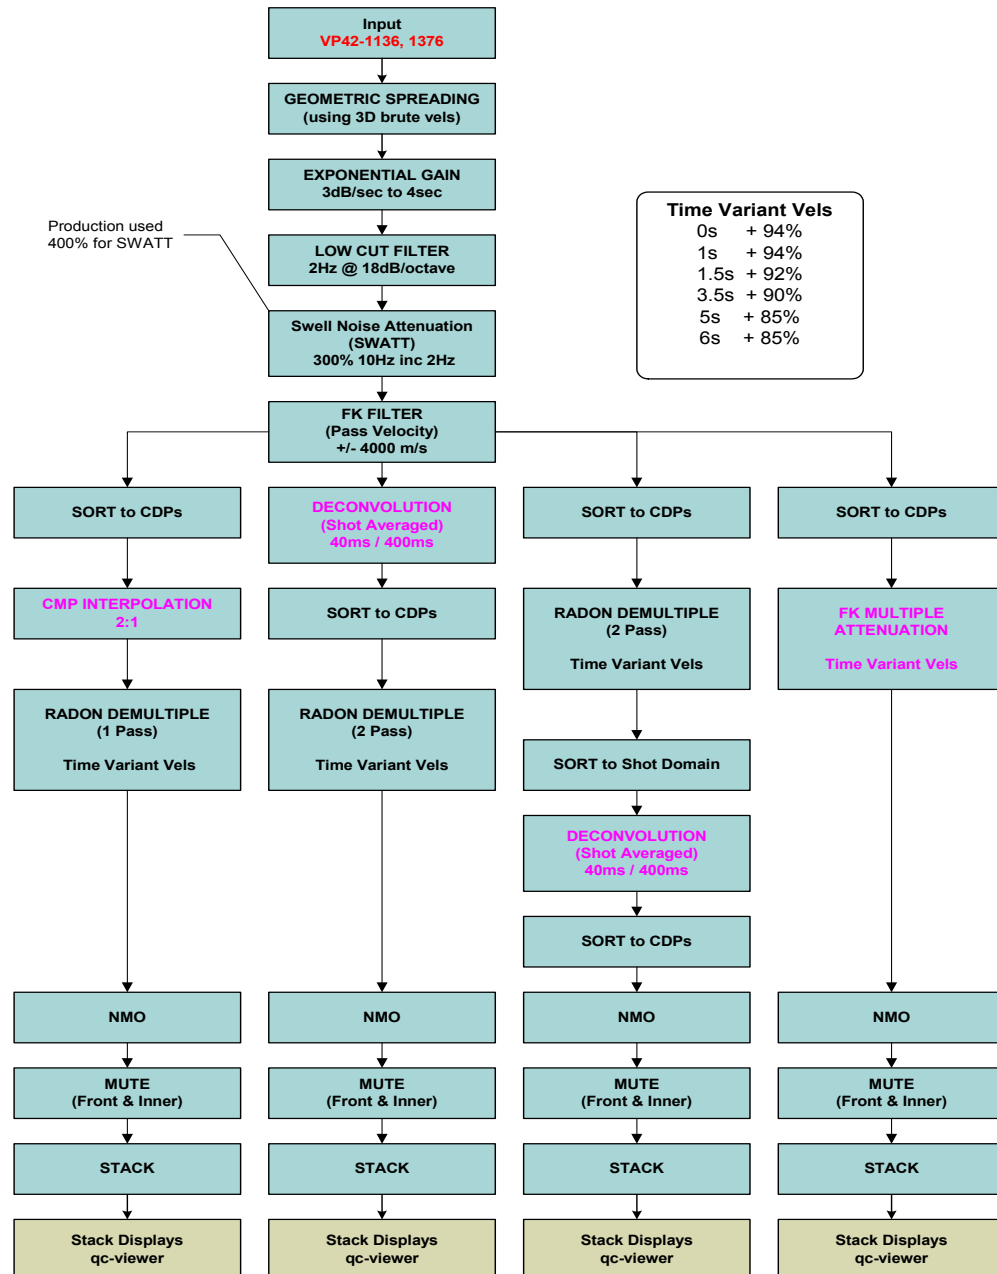 Input
VP42-1136, 1376
GEOMETRIC SPREADING
(using 3D brute vels)
EXPONENTIAL GAIN
3dB/sec to 4sec
Production used
400% for SWATT
LOW CUT FILTER
2Hz @ 18dB/octave
Swell Noise Attenuation
(SWATT)
300% 10Hz inc 2Hz
Time Variant Vels
0s + 94%
1s + 94%
1.5s + 92%
3.5s + 90%
5s + 85%
6s + 85%
FK FILTER
(Pass Velocity)
+/- 4000 m/s
SORT to CDPs
CMP INTERPOLATION
2:1
RADON DEMULTIPLE
(1 Pass)
Time Variant Vels
NMO
MUTE
(Front & Inner)
STACK
Stack Displays
qc-viewer
DECONVOLUTION
(Shot Averaged)
40ms / 400ms
SORT to CDPs
RADON DEMULTIPLE
(2 Pass)
Time Variant Vels
NMO
MUTE
(Front & Inner)
STACK
Stack Displays
qc-viewer
SORT to CDPs
RADON DEMULTIPLE
(2 Pass)
Time Variant Vels
SORT to Shot Domain
DECONVOLUTION
(Shot Averaged)
40ms / 400ms
SORT to CDPs
NMO
MUTE
(Front & Inner)
STACK
Stack Displays
qc-viewer
SORT to CDPs
FK MULTIPLE
ATTENUATION
Time Variant Vels
NMO
MUTE
(Front & Inner)
STACK
Stack Displays
qc-viewer